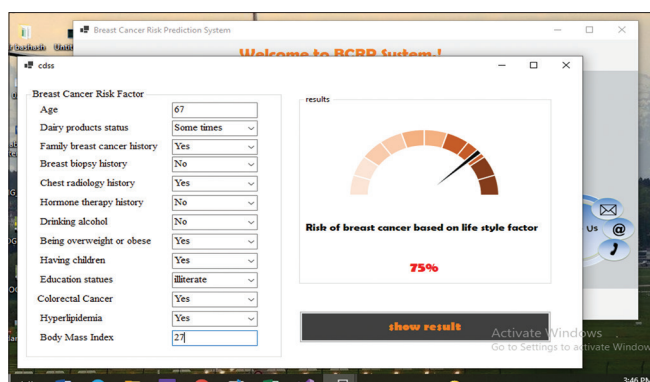 Breast Cancer Risk Prediction System
Welcome to BCRP System !
cdss
Breast Cancer Risk Factor
Age 67
Dairy products status Some times
Family breast cancer history Yes
Breast biopsy history No
Chest radiology history Yes
Hormone therapy history No
Drinking alcohol No
Being overweight or obese Yes
Having children Yes
Education statues illiterate
Colorectal Cancer Yes
Hyperlipidemia Yes
Body Mass Index 27
results
Risk of breast cancer based on life style factor
75%
show result
Us @
Activate Windows
Go to Settings to activate Window
3:46 PM